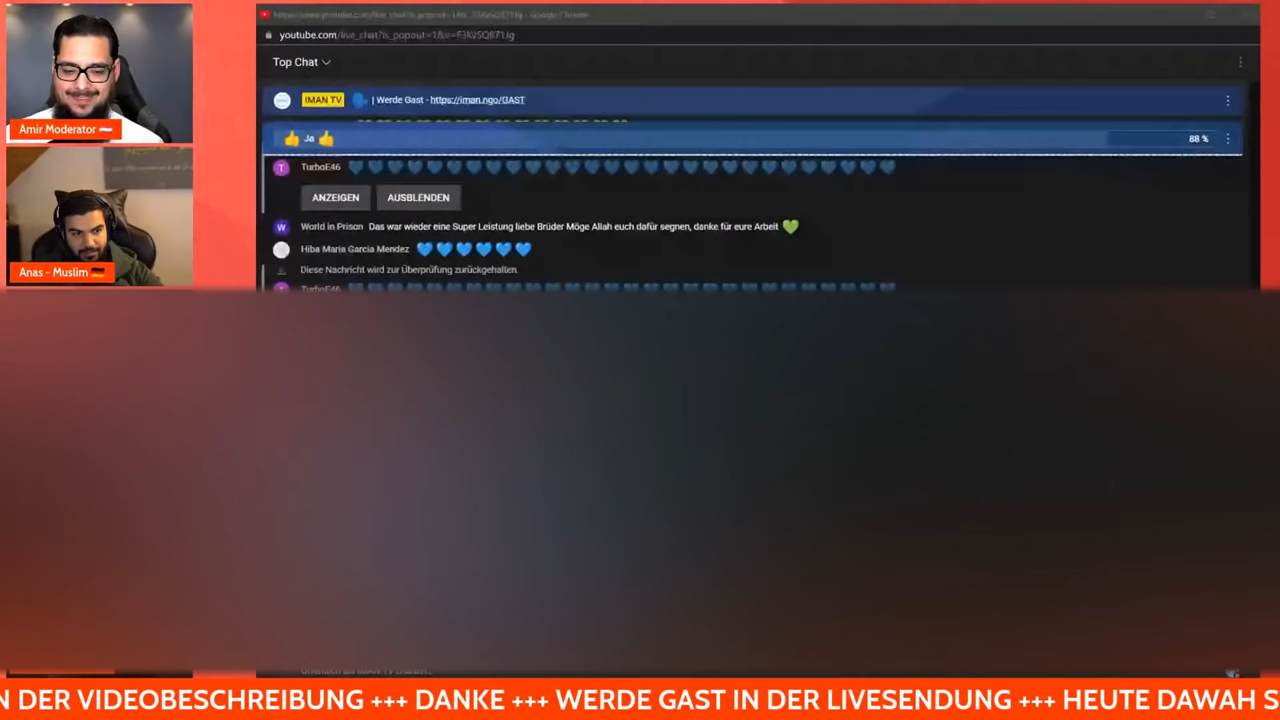 youtube.com/live_chat?is_popout=1&v=
Top Chat
IMAN TV | Werde Gast - https://iman.ngo/GAST
Ja
88 %
TurboE46
ANZEIGEN AUSBLENDEN
World in Prison Das war wieder eine Super Leistung liebe Brüder Möge Allah euch dafür segnen, danke für eure Arbeit
Hiba Maria Garcia Mendez
Diese Nachricht wird zur Überprüfung zurückgehalten.
TurboE46
Amir Moderator
Anas - Muslim
N DER VIDEOBESCHREIBUNG +++ DANKE +++ WERDE GAST IN DER LIVESENDUNG +++ HEUTE DAWAH S